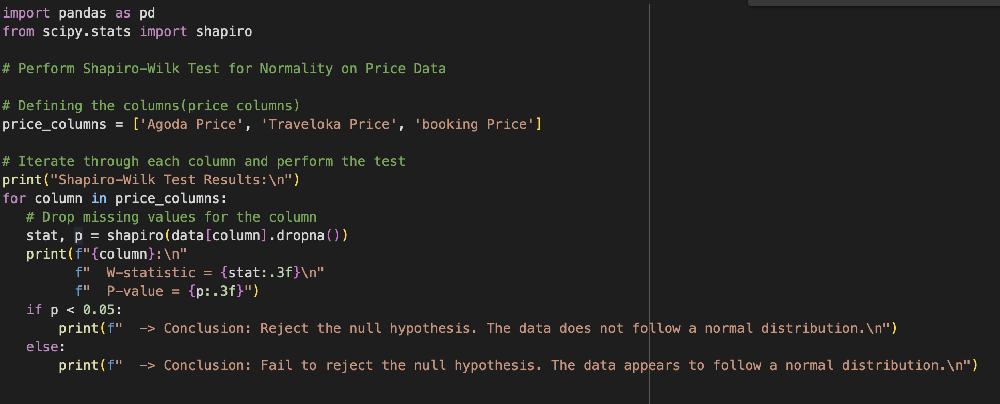 import pandas as pd
from scipy.stats import shapiro
# Perform Shapiro-Wilk Test for Normality on Price Data
# Defining the columns(price columns)
price_columns = ['Agoda Price', 'Traveloka Price', 'booking Price']
# Iterate through each column and perform the test
print("Shapiro-Wilk Test Results:\n")
for column in price_columns:
   # Drop missing values for the column
   stat, p = shapiro(data[column].dropna())
   print(f"{column}:\n"
         f"  W-statistic = {stat:.3f}\n"
         f"  P-value = {p:.3f}")
   if p < 0.05:
       print(f"  -> Conclusion: Reject the null hypothesis. The data does not follow a normal distribution.\n")
   else:
       print(f"  -> Conclusion: Fail to reject the null hypothesis. The data appears to follow a normal distribution.\n")